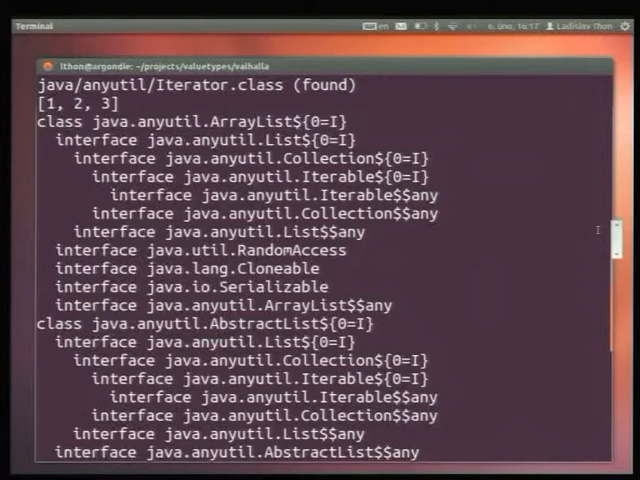 Terminal
en
6. úno, 16:17
Ladislav Thon
lthon@argondie: ~/projects/valuetypes/valhalla
java/anyutil/Iterator.class (found)
[1, 2, 3]
class java.anyutil.ArrayList${0=I}
interface java.anyutil.List${0=I}
interface java.anyutil.Collection${0=I}
interface java.anyutil.Iterable${0=I}
interface java.anyutil.Iterable$$any
interface java.anyutil.Collection$$any
interface java.anyutil.List$$any
interface java.util.RandomAccess
interface java.lang.Cloneable
interface java.io.Serializable
interface java.anyutil.ArrayList$$any
class java.anyutil.AbstractList${0=I}
interface java.anyutil.List${0=I}
interface java.anyutil.Collection${0=I}
interface java.anyutil.Iterable${0=I}
interface java.anyutil.Iterable$$any
interface java.anyutil.Collection$$any
interface java.anyutil.List$$any
interface java.anyutil.AbstractList$$any